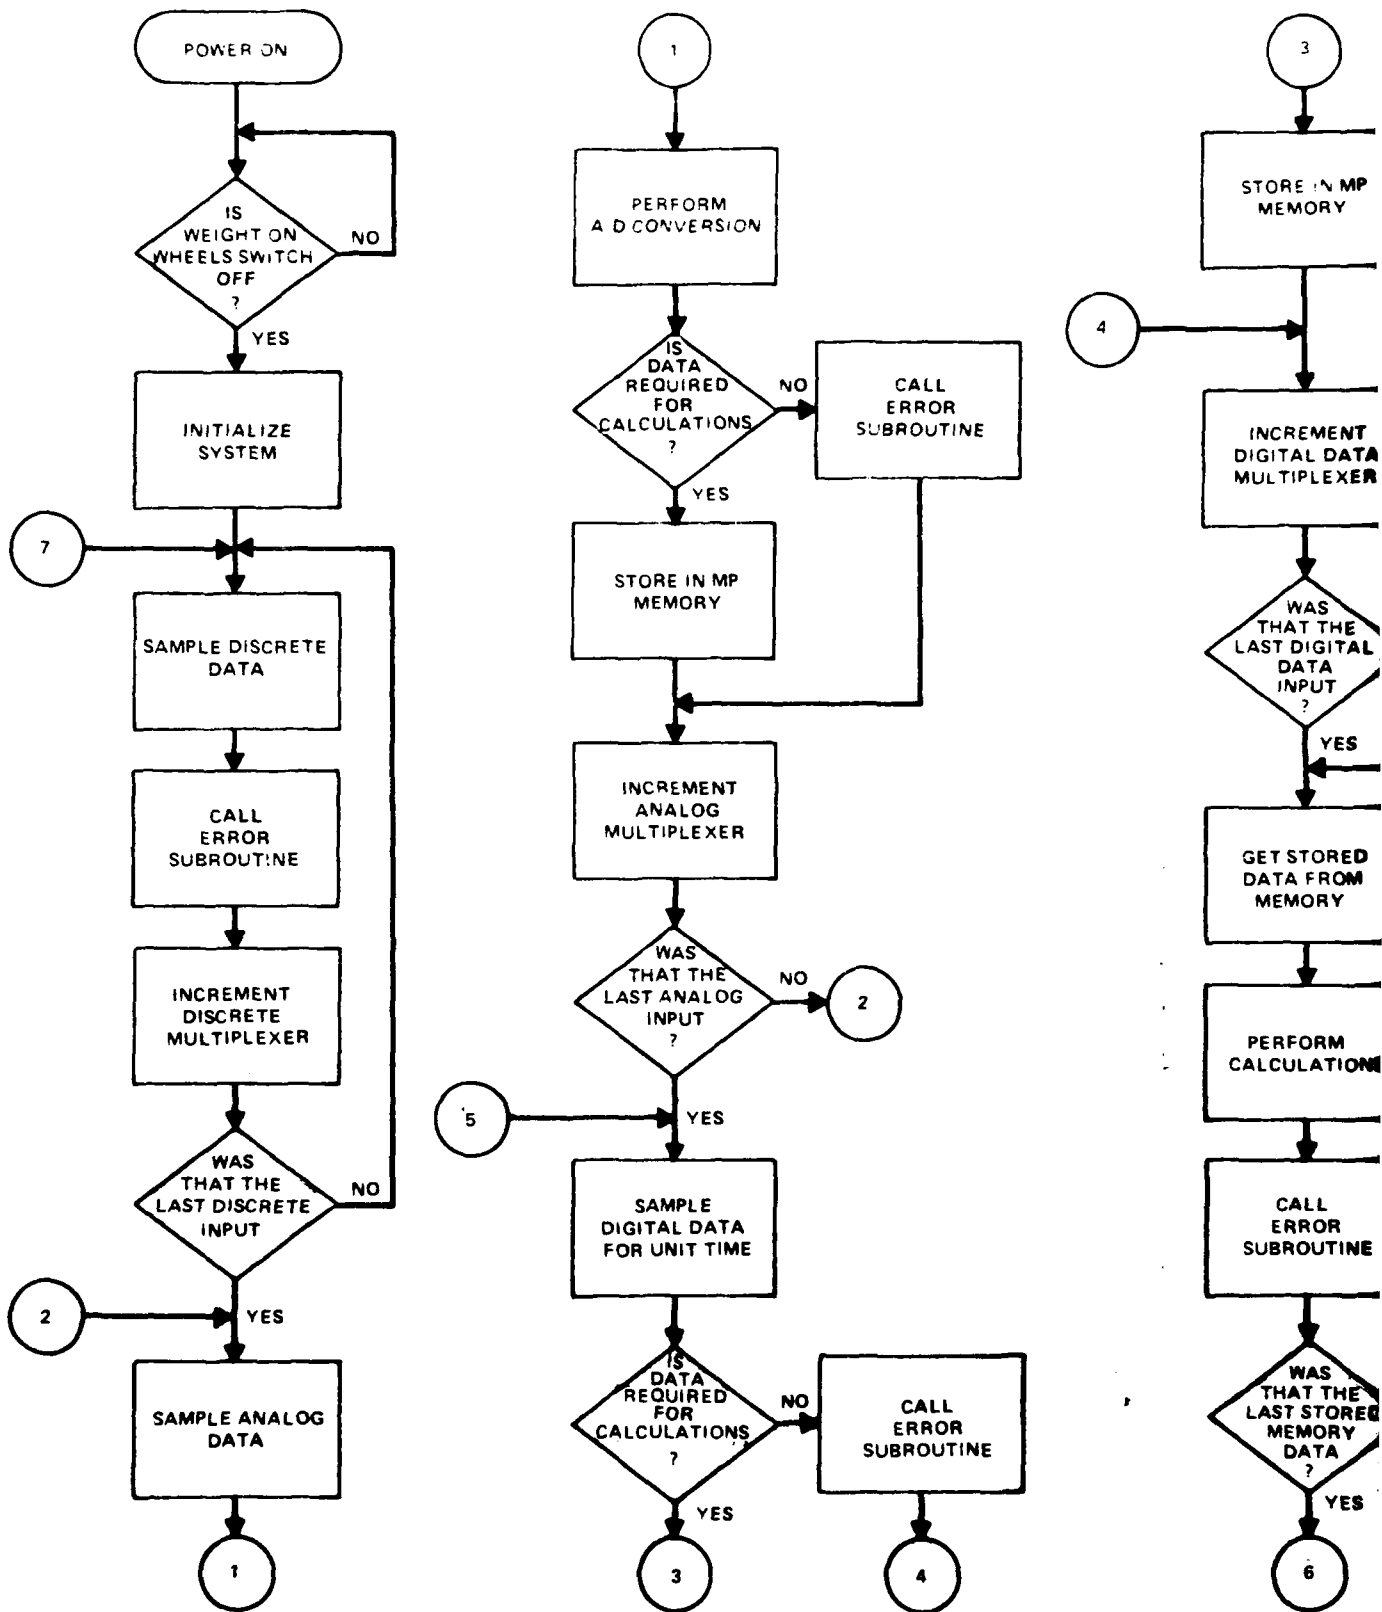 POWER ON
IS
WEIGHT ON
WHEELS SWITCH
OFF
?
NO
YES
INITIALIZE
SYSTEM
7
SAMPLE DISCRETE
DATA
CALL
ERROR
SUBROUTINE
INCREMENT
DISCRETE
MULTIPLEXER
WAS
THAT THE
LAST DISCRETE
INPUT
NO
2
YES
SAMPLE ANALOG
DATA
1
1
PERFORM
A D CONVERSION
IS
DATA
REQUIRED
FOR
CALCULATIONS
?
NO
CALL
ERROR
SUBROUTINE
YES
STORE IN MP
MEMORY
INCREMENT
ANALOG
MULTIPLEXER
WAS
THAT THE
LAST ANALOG
INPUT
?
NO
2
5
YES
SAMPLE
DIGITAL DATA
FOR UNIT TIME
IS
DATA
REQUIRED
FOR
CALCULATIONS
?
NO
CALL
ERROR
SUBROUTINE
YES
3
4
3
STORE IN MP
MEMORY
4
INCREMENT
DIGITAL DATA
MULTIPLEXER
WAS
THAT THE
LAST DIGITAL
DATA
INPUT
?
YES
GET STORED
DATA FROM
MEMORY
PERFORM
CALCULATIONS
CALL
ERROR
SUBROUTINE
WAS
THAT THE
LAST STORED
MEMORY
DATA
?
YES
6